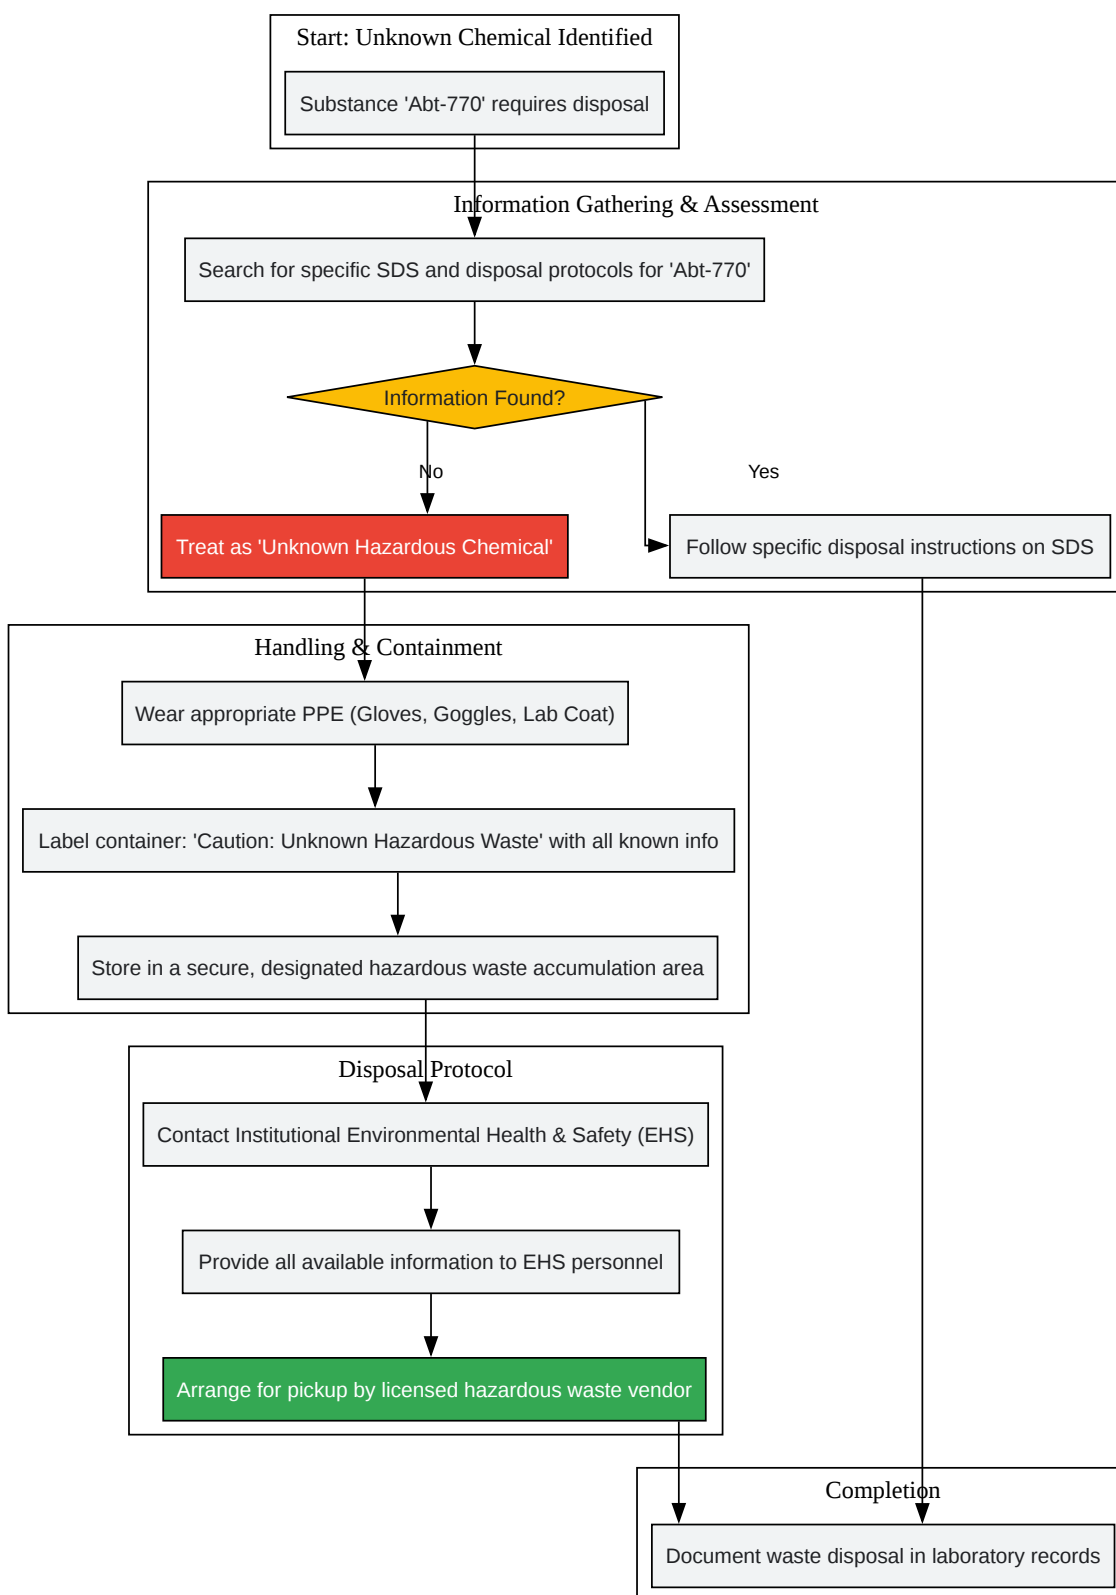 Start: Unknown Chemical Identified
Substance 'Abt-770' requires disposal
Information Gathering & Assessment
Search for specific SDS and disposal protocols for 'Abt-770'
Information Found?
No
Yes
Treat as 'Unknown Hazardous Chemical'
Follow specific disposal instructions on SDS
Handling & Containment
Wear appropriate PPE (Gloves, Goggles, Lab Coat)
Label container: 'Caution: Unknown Hazardous Waste' with all known info
Store in a secure, designated hazardous waste accumulation area
Disposal Protocol
Contact Institutional Environmental Health & Safety (EHS)
Provide all available information to EHS personnel
Arrange for pickup by licensed hazardous waste vendor
Completion
Document waste disposal in laboratory records